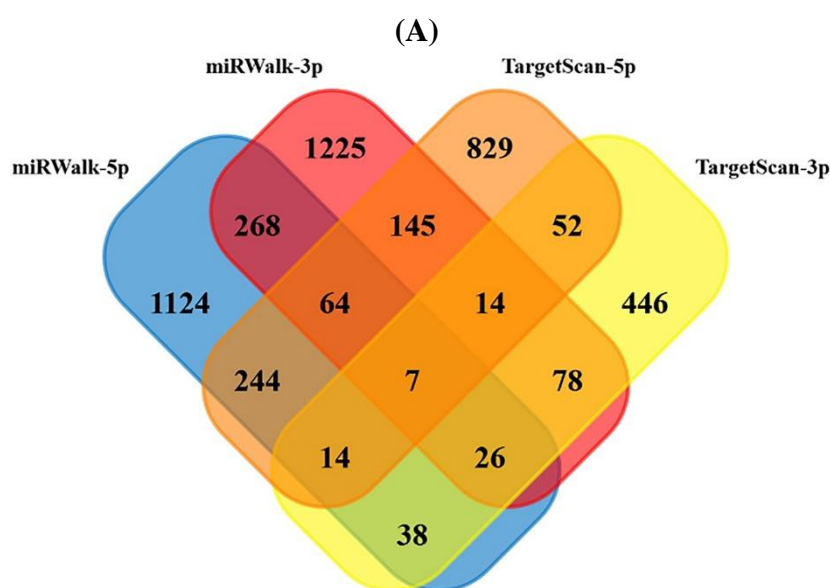 (A)
miRWalk-3p TargetScan-5p
miRWalk-5p TargetScan-3p
1225 829
268 145 52
1124 64 14 446
244 7 78
14 26
38